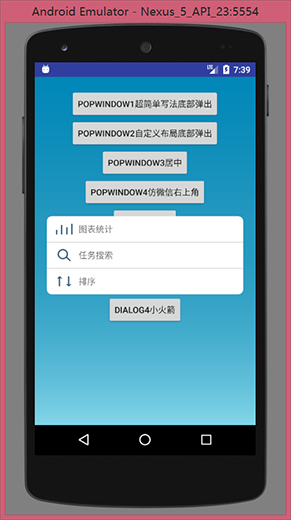 Android Emulator - Nexus_5_API_23:5554
LTE 7:39
POPWINDOW1超简单写法底部弹出
POPWINDOW2自定义布局底部弹出
POPWINDOW3居中
POPWINDOW4仿微信右上角
图表统计
任务搜索
排序
DIALOG4小火箭